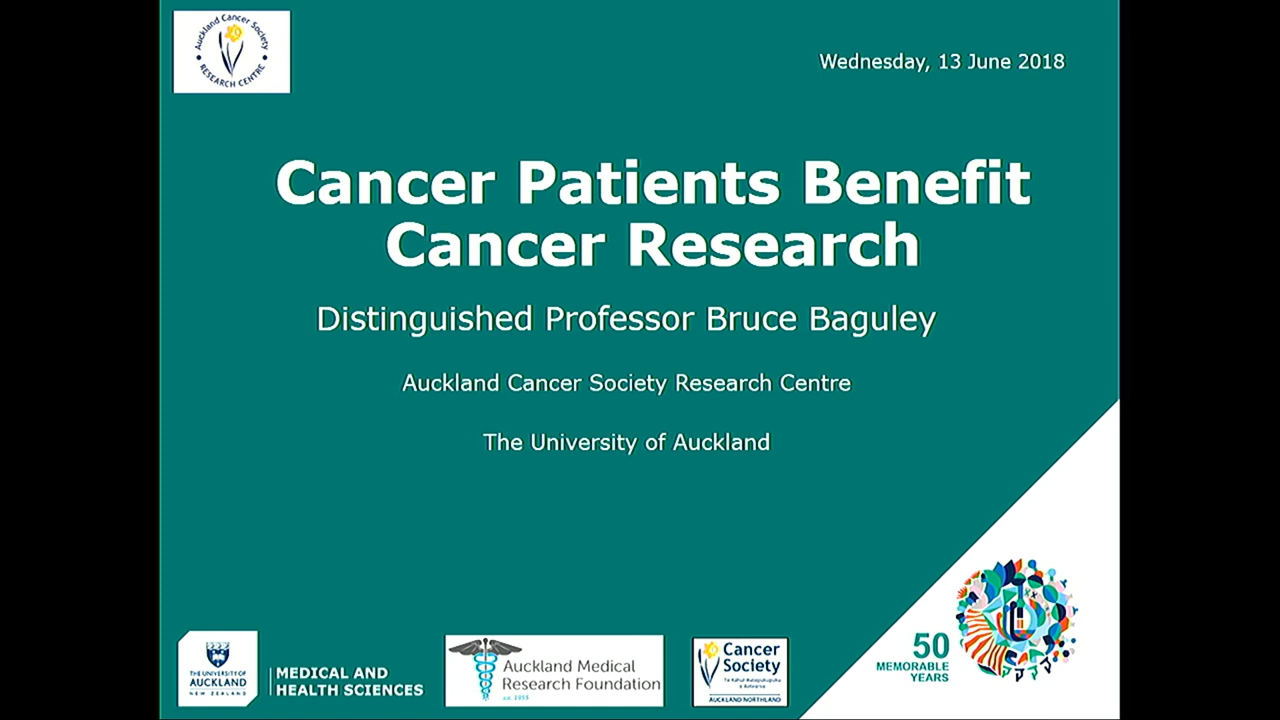 Auckland Cancer Society
RESEARCH CENTRE
Wednesday, 13 June 2018
Cancer Patients Benefit
Cancer Research
Distinguished Professor Bruce Baguley
Auckland Cancer Society Research Centre
The University of Auckland
50
MEMORABLE
YEARS
THE UNIVERSITY OF
AUCKLAND
NEW ZEALAND
MEDICAL AND
HEALTH SCIENCES
Auckland Medical
Research Foundation
Cancer
Society
AUCKLAND NORTHLAND